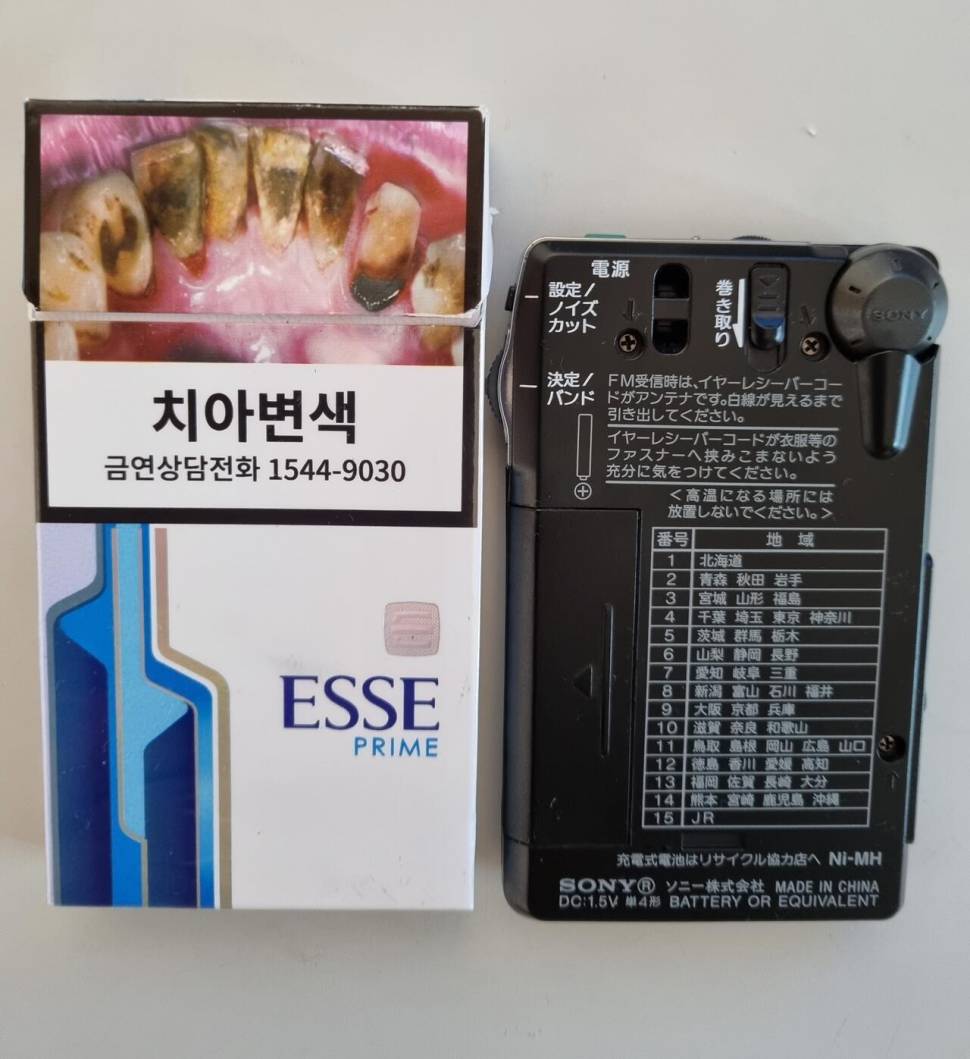 치아변색
금연상담전화 1544-9030
ESSE
PRIME
電源
設定/
ノイズ
カット
巻き取り
SONY
決定/
バンド
FM受信時は、イヤーレシーバーコー
ドがアンテナです。白線が見えるまで
引き出してください。
イヤーレシーバーコードが衣服等の
ファスナーへ挟みこまないよう
充分に気をつけてください。
<高温になる場所には
放置しないでください。>
番号 地 域
1 北海道
2 青森 秋田 岩手
3 宮城 山形 福島
4 千葉 埼玉 東京 神奈川
5 茨城 群馬 栃木
6 山梨 静岡 長野
7 愛知 岐阜 三重
8 新潟 富山 石川 福井
9 大阪 京都 兵庫
10 滋賀 奈良 和歌山
11 鳥取 島根 岡山 広島 山口
12 徳島 香川 愛媛 高知
13 福岡 佐賀 長崎 大分
14 熊本 宮崎 鹿児島 沖縄
15 JR
充電式電池はリサイクル協力店へ Ni-MH
SONY® ソニー株式会社 MADE IN CHINA
DC:1.5V 単4形 BATTERY OR EQUIVALENT